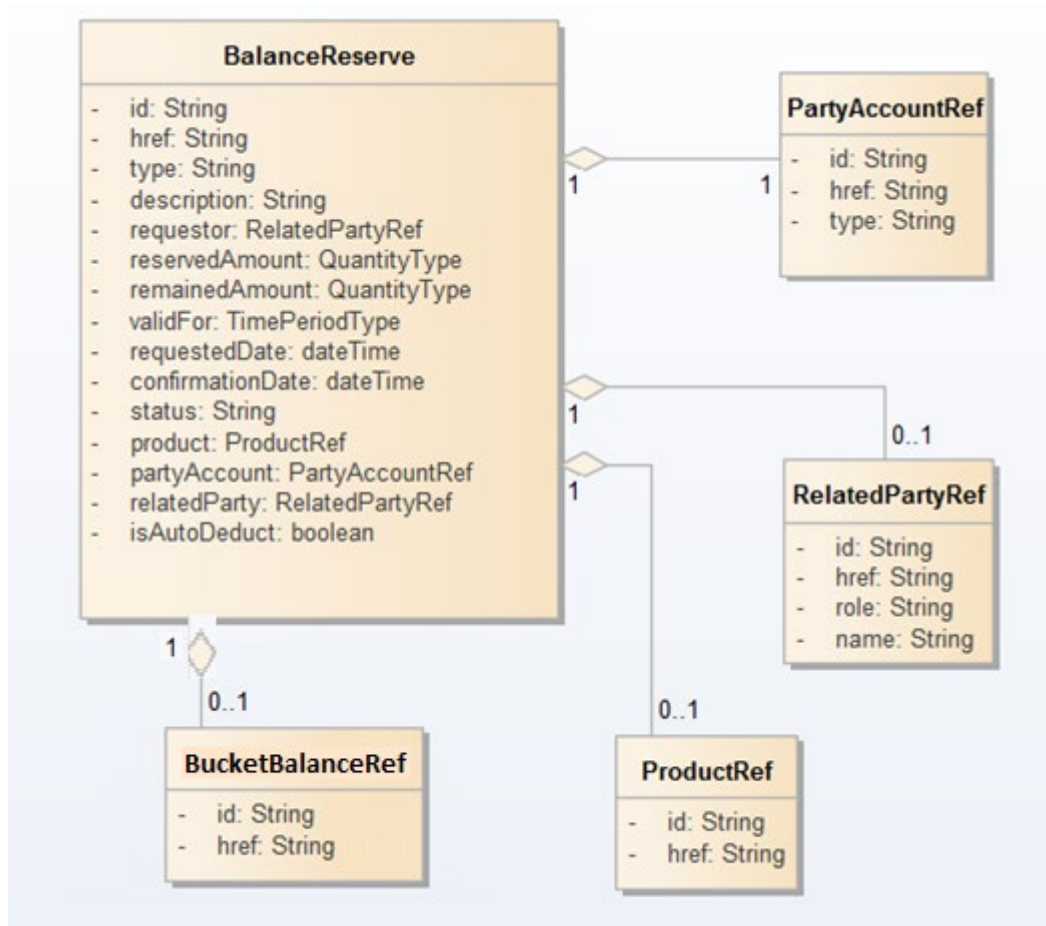 BalanceReserve
- id: String
- href: String
- type: String
- description: String
- requestor: RelatedPartyRef
- reservedAmount: QuantityType
- remainedAmount: QuantityType
- validFor: TimePeriodType
- requestedDate: dateTime
- confirmationDate: dateTime
- status: String
- product: ProductRef
- partyAccount: PartyAccountRef
- relatedParty: RelatedPartyRef
- isAutoDeduct: boolean
1
1
PartyAccountRef
- id: String
- href: String
- type: String
1
0..1
RelatedPartyRef
- id: String
- href: String
- role: String
- name: String
1
0..1
ProductRef
- id: String
- href: String
1
0..1
BucketBalanceRef
- id: String
- href: String